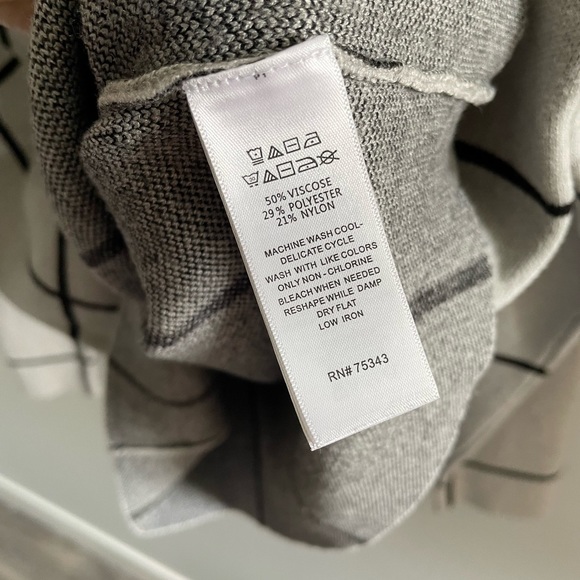 50% VISCOSE
29% POLYESTER
21% NYLON
MACHINE WASH COOL-
DELICATE CYCLE
WASH WITH LIKE COLORS
ONLY NON-CHLORINE
BLEACH WHEN NEEDED
RESHAPE WHILE DAMP
DRY FLAT
LOW IRON
RN# 75343